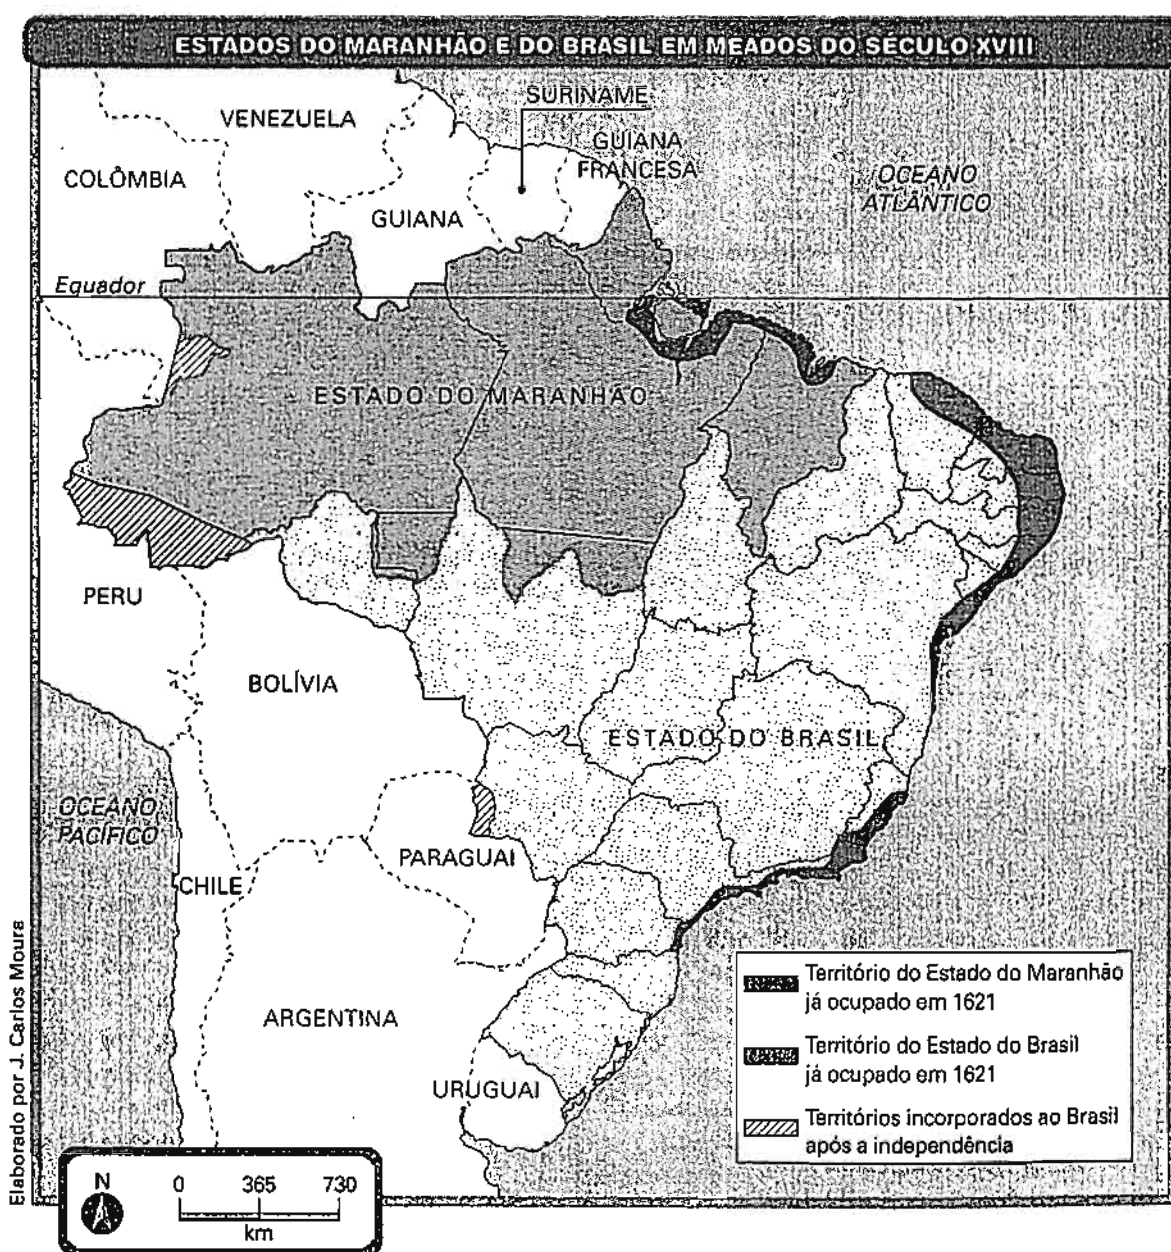 ESTADOS DO MARANHÃO E DO BRASIL EM MEADOS DO SÉCULO XVIII
SURINAME
VENEZUELA
GUIANA
FRANCESA
COLÔMBIA
OCEANO
ATLÂNTICO
GUIANA
Equador
ESTADO DO MARANHÃO
PERU
BOLÍVIA
ESTADO DO BRASIL
OCEANO
PACÍFICO
PARAGUAI
CHILE
ARGENTINA
URUGUAI
Território do Estado do Maranhão
já ocupado em 1621
Território do Estado do Brasil
já ocupado em 1621
Territórios incorporados ao Brasil
após a independência
N
0 365 730
km
Elaborado por J. Carlos Moura